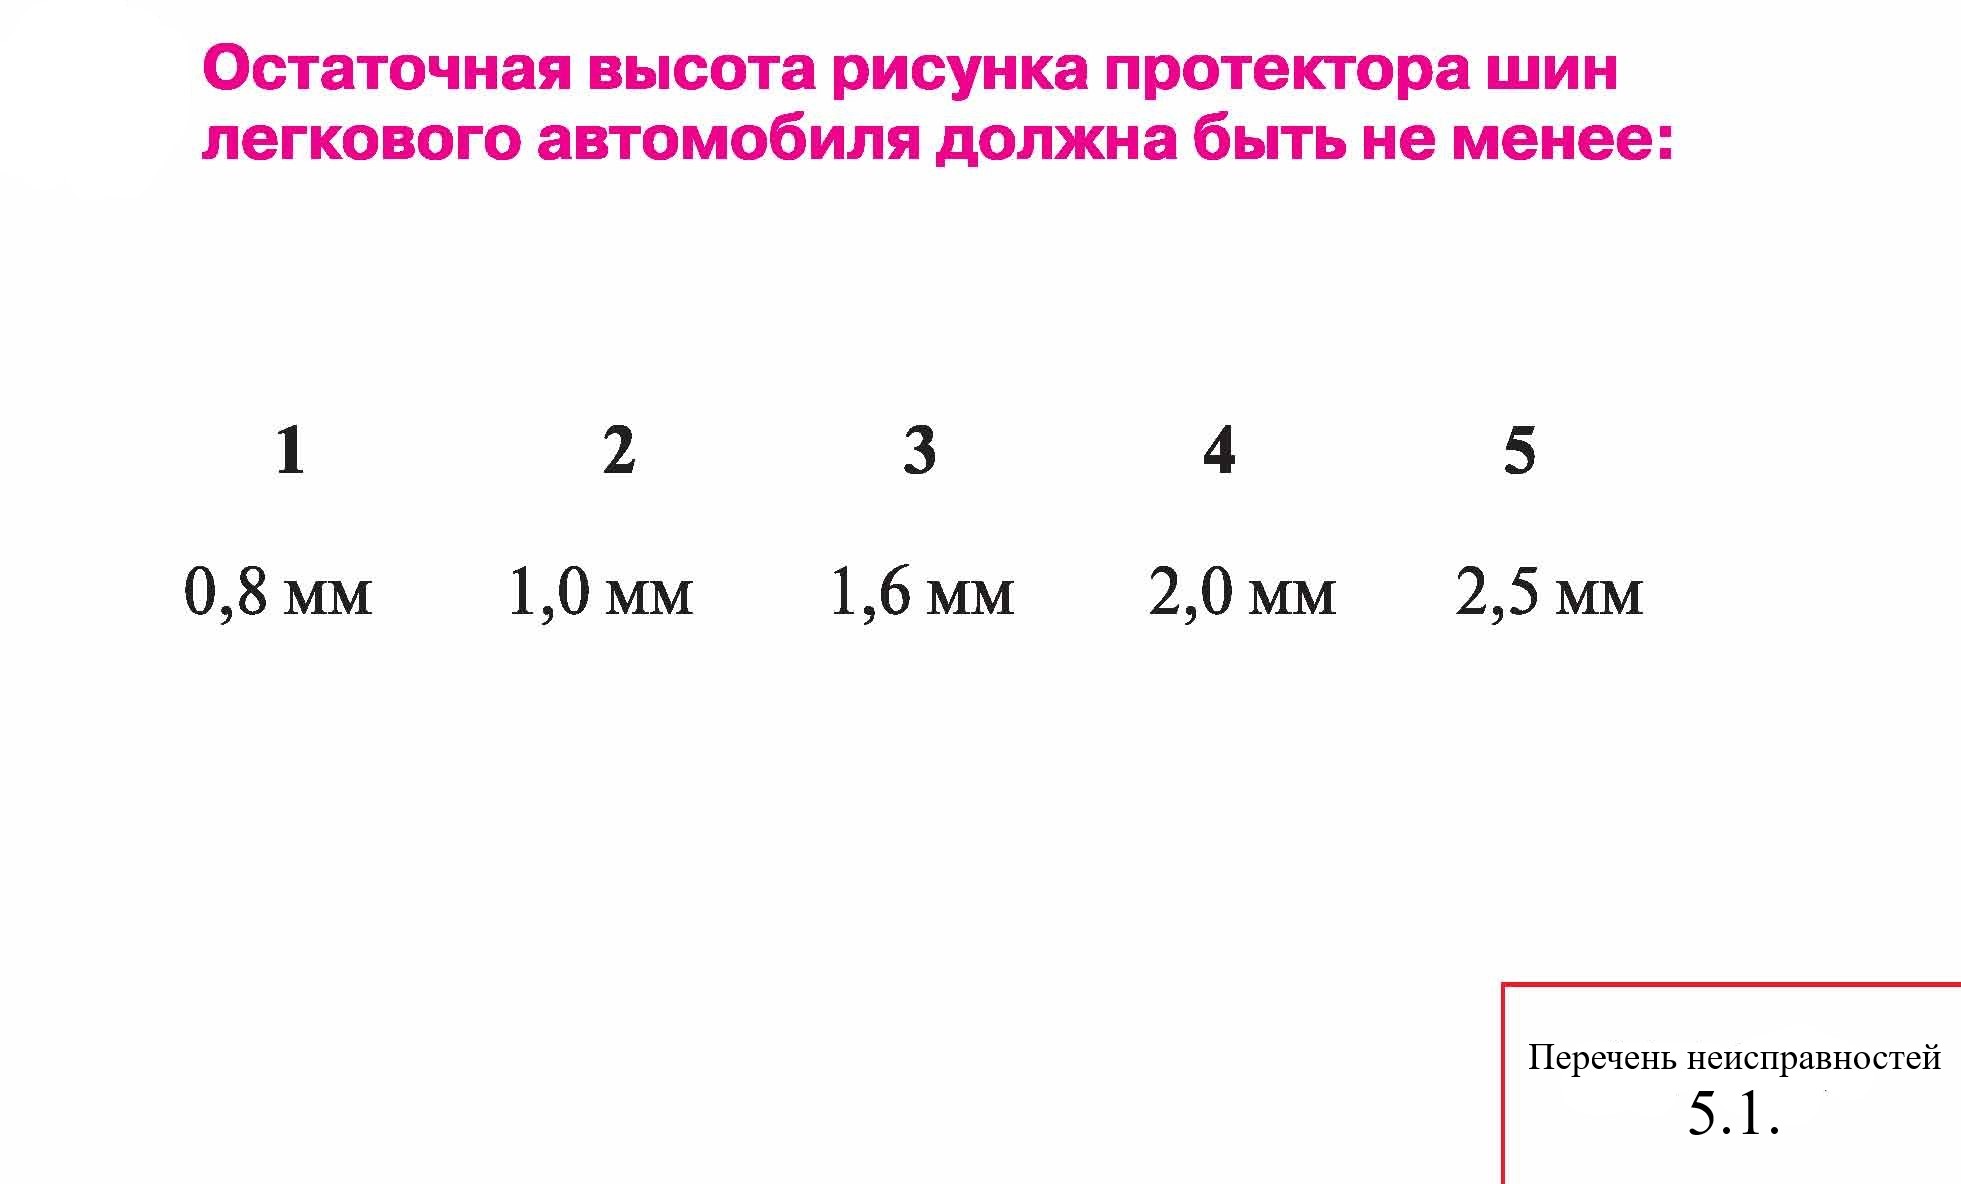 Остаточная высота рисунка протектора шин
легкового автомобиля должна быть не менее:
1 2 3 4 5
0,8 мм 1,0 мм 1,6 мм 2,0 мм 2,5 мм
Перечень неисправностей
5.1.